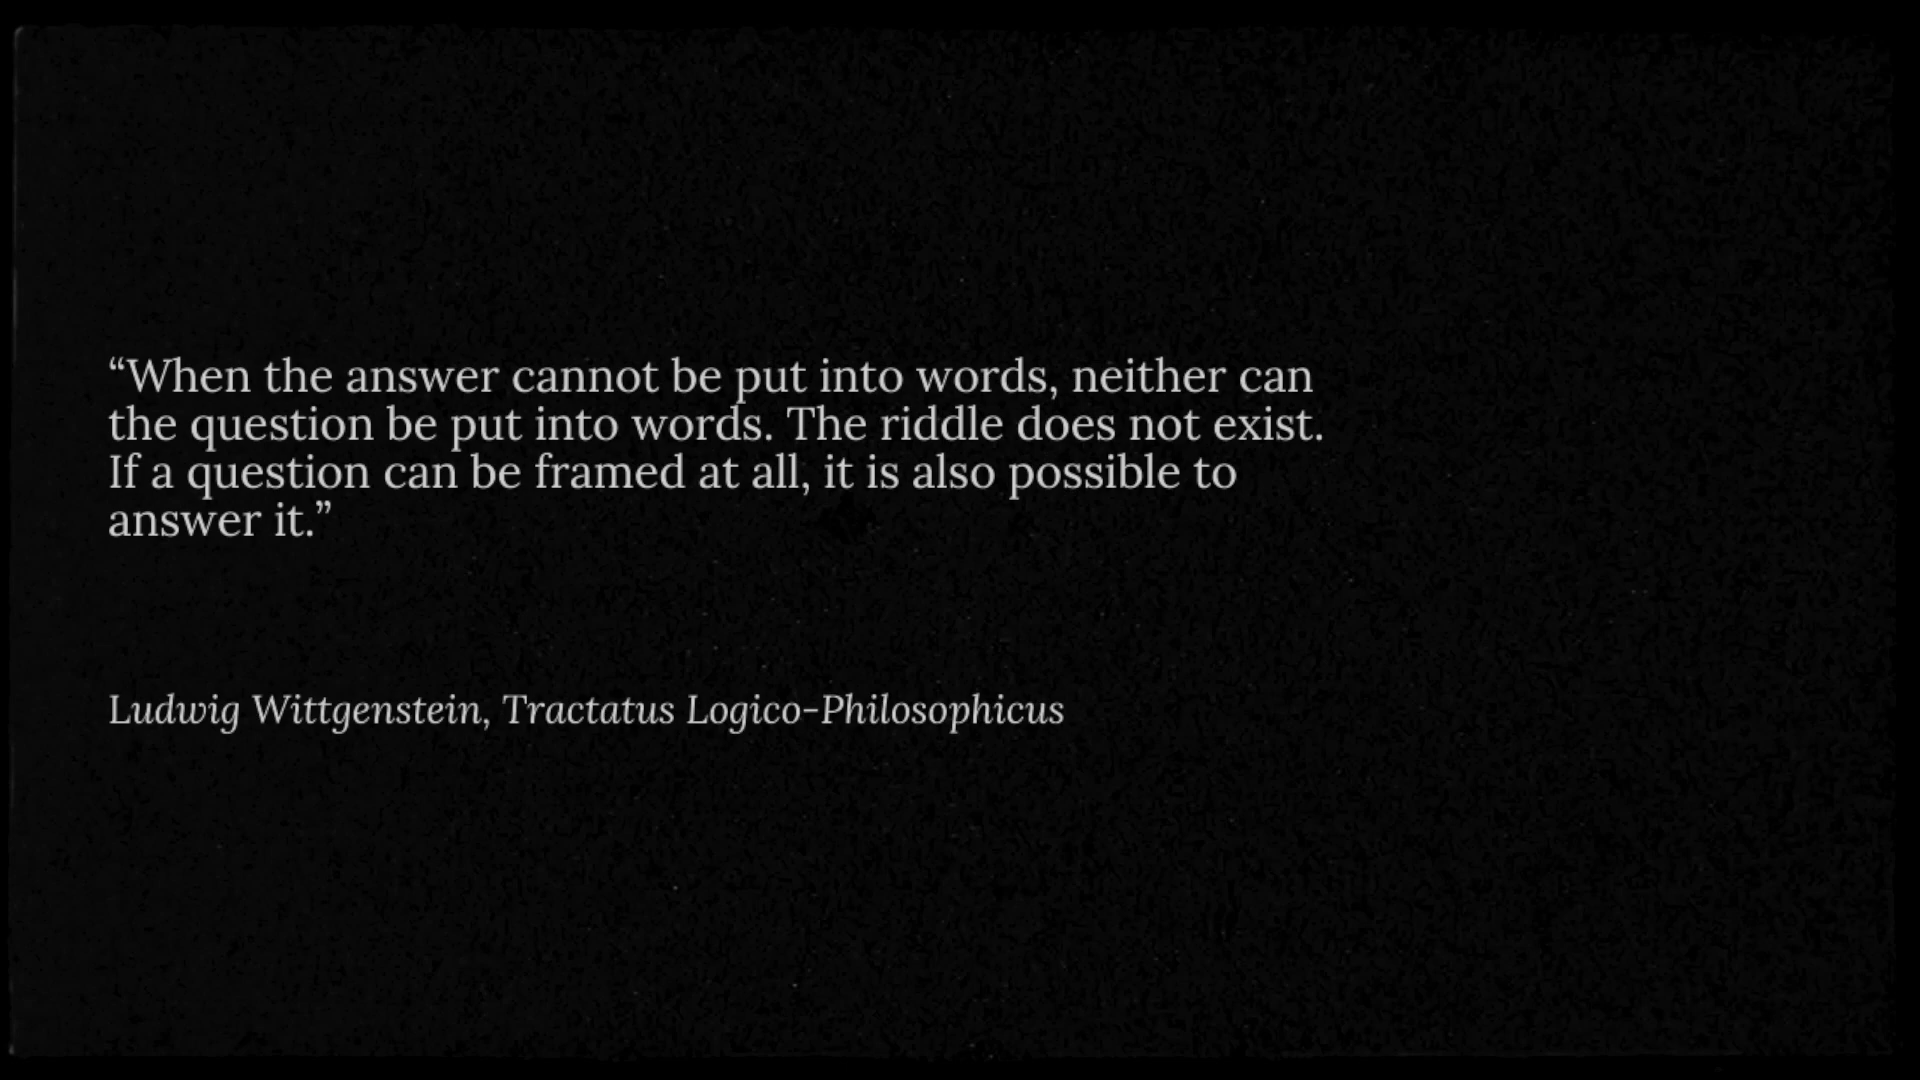 “When the answer cannot be put into words, neither can
the question be put into words. The riddle does not exist.
If a question can be framed at all, it is also possible to
answer it.”
Ludwig Wittgenstein, Tractatus Logico-Philosophicus